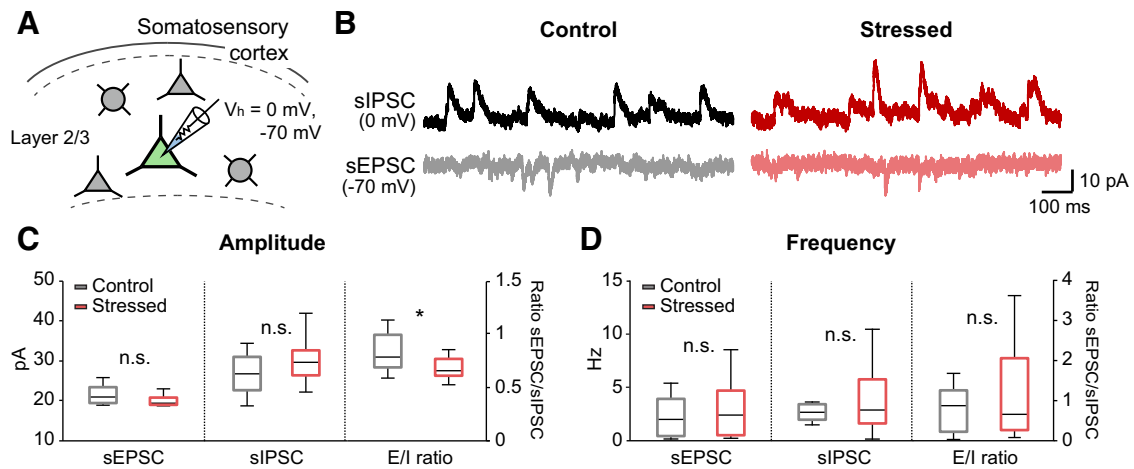 A
Somatosensory
cortex
Vh = 0 mV,
-70 mV
Layer 2/3
B
Control
Stressed
sIPSC
(0 mV)
sEPSC
(-70 mV)
10 pA
100 ms
C
Amplitude
50
40
30
20
10
pA
Control
Stressed
n.s.
n.s.
*
1.5
1
0.5
0
Ratio sEPSC/sIPSC
sEPSC
sIPSC
E/I ratio
D
Frequency
15
10
5
0
Hz
Control
Stressed
n.s.
n.s.
n.s.
4
3
2
1
0
Ratio sEPSC/sIPSC
sEPSC
sIPSC
E/I ratio